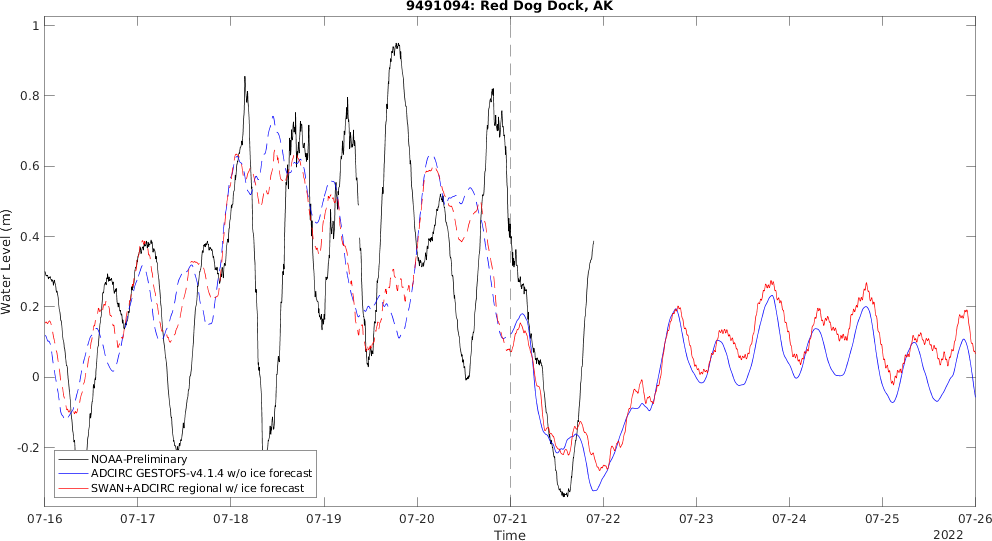 9491094: Red Dog Dock, AK
1
0.8
0.6
0.4
0.2
0
-0.2
Water Level (m)
NOAA-Preliminary
ADCIRC GESTOFS-v4.1.4 w/o ice forecast
SWAN+ADCIRC regional w/ ice forecast
07-16 07-17 07-18 07-19 07-20 07-21 07-22 07-23 07-24 07-25 07-26
Time
2022